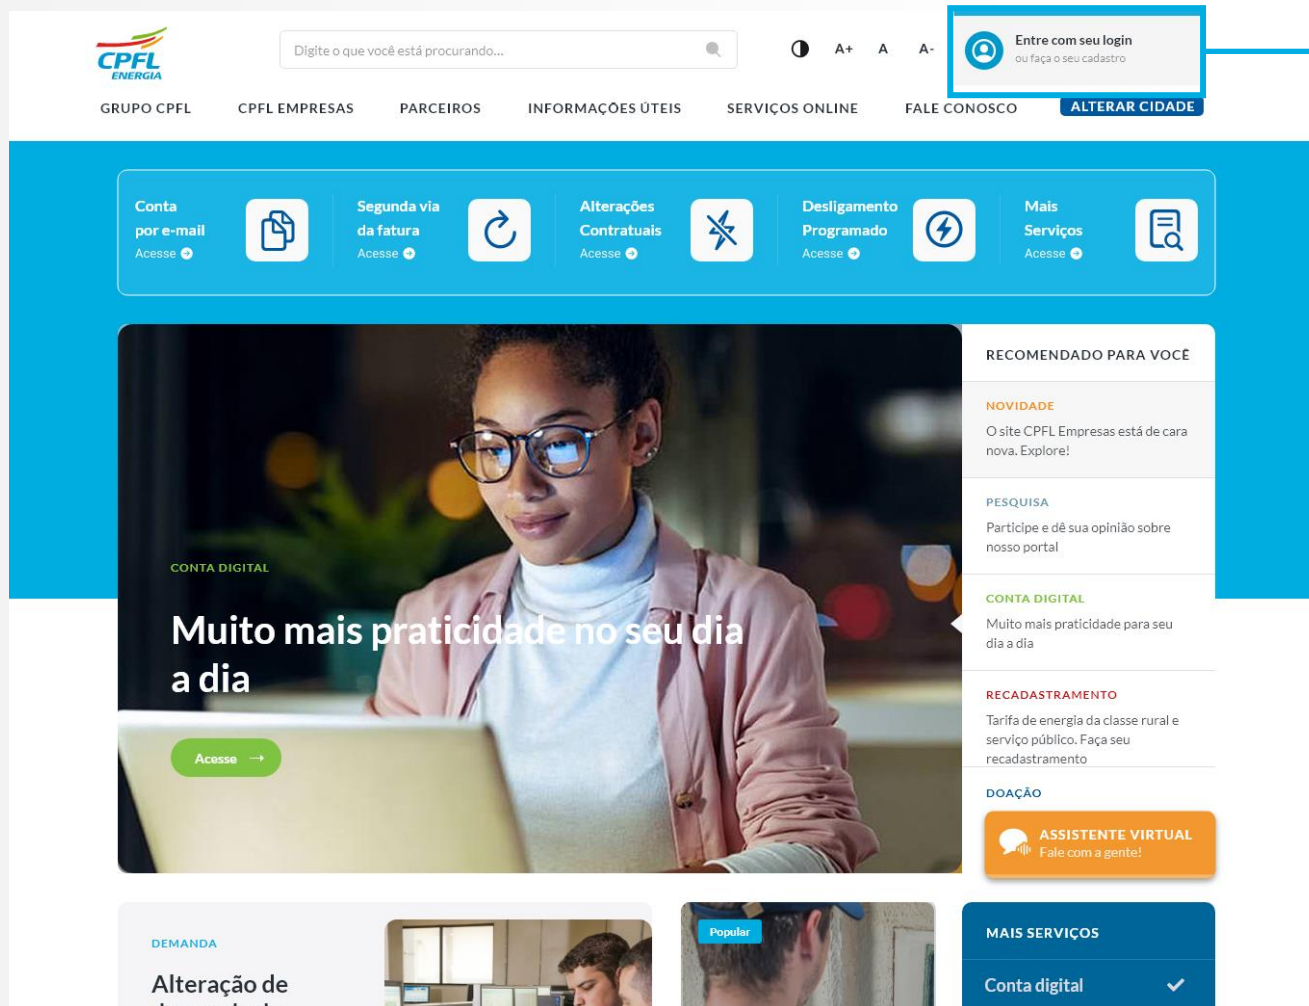 CPFL
ENERGIA
Digite o que você está procurando...
A+ A A-
Entre com seu login
ou faça o seu cadastro
GRUPO CPFL CPFL EMPRESAS PARCEIROS INFORMAÇÕES ÚTEIS SERVIÇOS ONLINE FALE CONOSCO ALTERAR CIDADE
Conta
por e-mail
Acesse
Segunda via
da fatura
Acesse
Alterações
Contratuais
Acesse
Desligamento
Programado
Acesse
Mais
Serviços
Acesse
CONTA DIGITAL
Muito mais praticidade no seu dia
a dia
Acesse →
RECOMENDADO PARA VOCÊ
NOVIDADE
O site CPFL Empresas está de cara
nova. Explore!
PESQUISA
Participe e dê sua opinião sobre
nosso portal
CONTA DIGITAL
Muito mais praticidade para seu
dia a dia
RECADASTRAMENTO
Tarifa de energia da classe rural e
serviço público. Faça seu
recadastramento
DOAÇÃO
ASSISTENTE VIRTUAL
Fale com a gente!
DEMANDA
Alteração de
Popular
MAIS SERVIÇOS
Conta digital